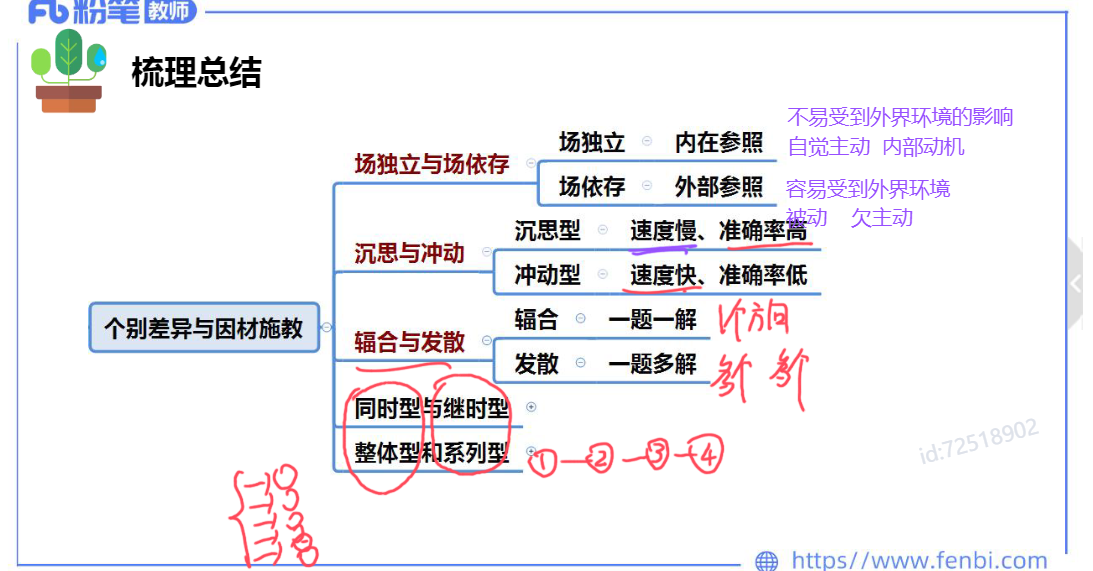 粉笔教师
梳理总结
不易受到外界环境的影响
自觉主动 内部动机
场独立 内在参照
场独立与场依存
场依存 外部参照
容易受到外界环境
被动 欠主动
沉思型 速度慢、准确率高
沉思与冲动
冲动型 速度快、准确率低
个别差异与因材施教
辐合 一题一解
辐合与发散
发散 一题多解
同时型与继时型
整体型和系列型
①—②—③—④
id:72518902
https//www.fenbi.com